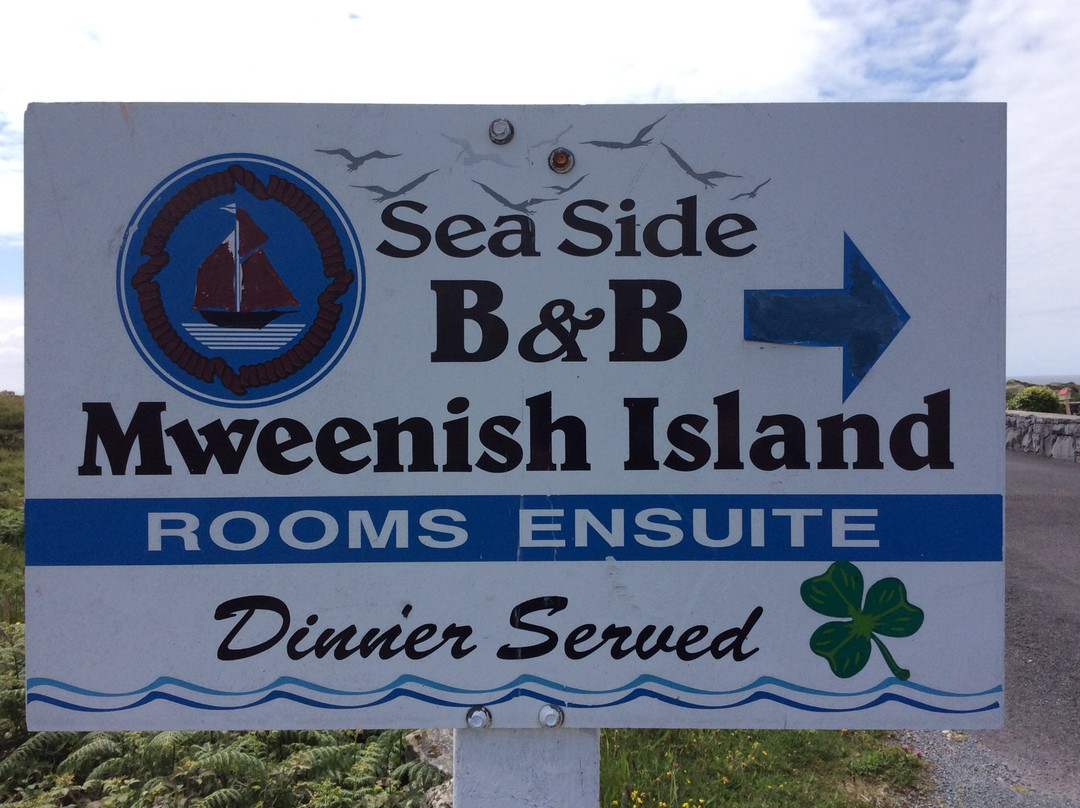 Sea Side
B & B
Mweenish Island
ROOMS ENSUITE
Dinner Served